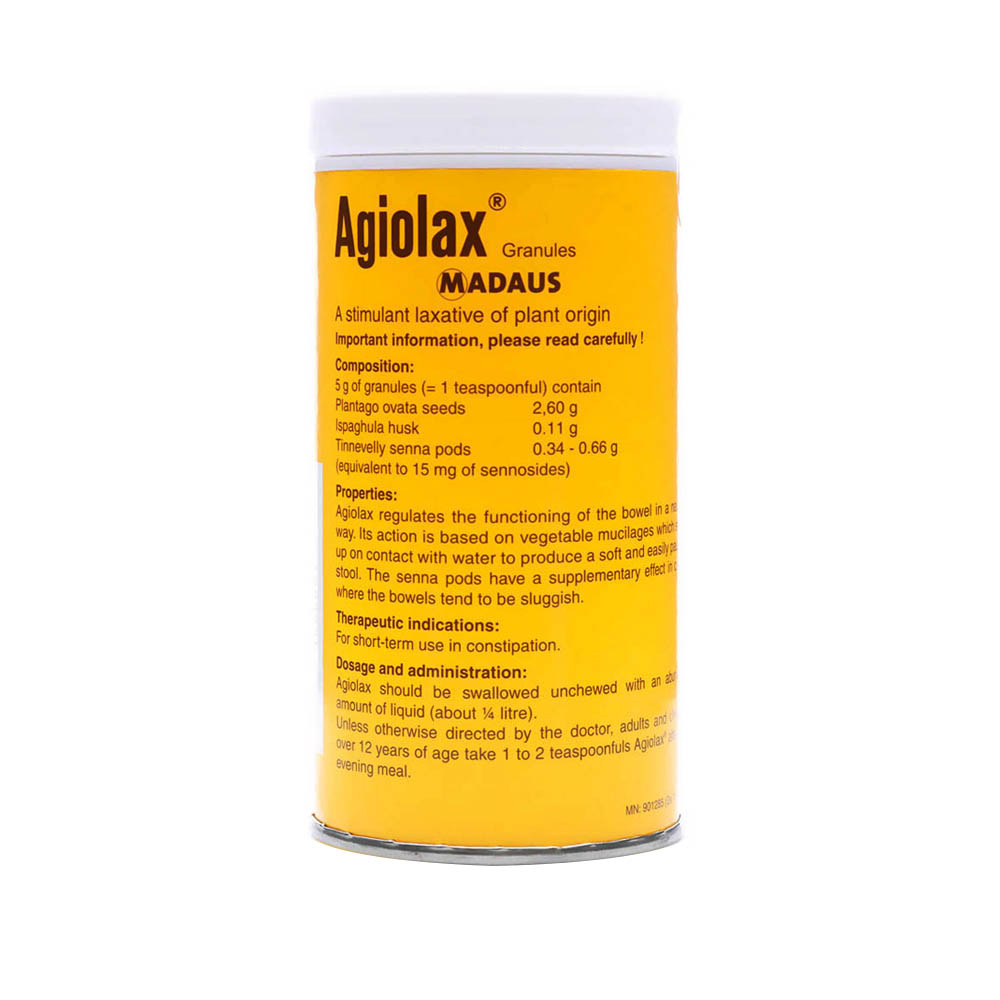 Agiolax®
Granules
MADAUS
A stimulant laxative of plant origin
Important information, please read carefully !
Composition:
5 g of granules (= 1 teaspoonful) contain
Plantago ovata seeds 2,60 g
Ispaghula husk 0.11 g
Tinnevelly senna pods 0.34 - 0.66 g
(equivalent to 15 mg of sennosides)
Properties:
Agiolax regulates the functioning of the bowel in a
way. Its action is based on vegetable mucilages which
up on contact with water to produce a soft and easily
stool. The senna pods have a supplementary effect in
where the bowels tend to be sluggish.
Therapeutic indications:
For short-term use in constipation.
Dosage and administration:
Agiolax should be swallowed unchewed with an
amount of liquid (about ¼ litre).
Unless otherwise directed by the doctor, adults and
over 12 years of age take 1 to 2 teaspoonfuls Agiolax®
evening meal.
MN: 901285